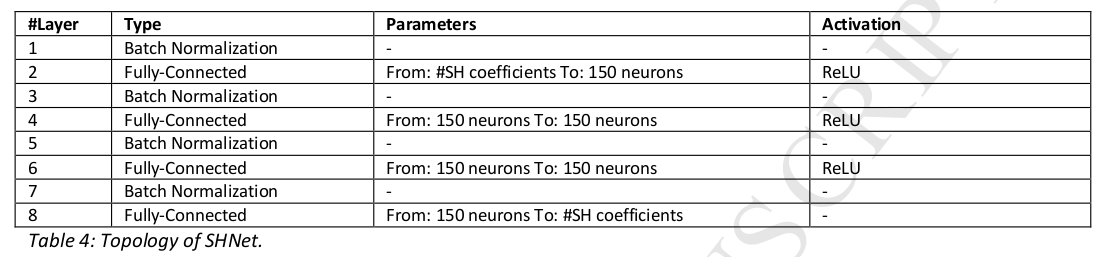 #Layer Type Parameters Activation
1 Batch Normalization - -
2 Fully-Connected From: #SH coefficients To: 150 neurons ReLU
3 Batch Normalization - -
4 Fully-Connected From: 150 neurons To: 150 neurons ReLU
5 Batch Normalization - -
6 Fully-Connected From: 150 neurons To: 150 neurons ReLU
7 Batch Normalization - -
8 Fully-Connected From: 150 neurons To: #SH coefficients -
Table 4: Topology of SHNet.
NUSCRIP